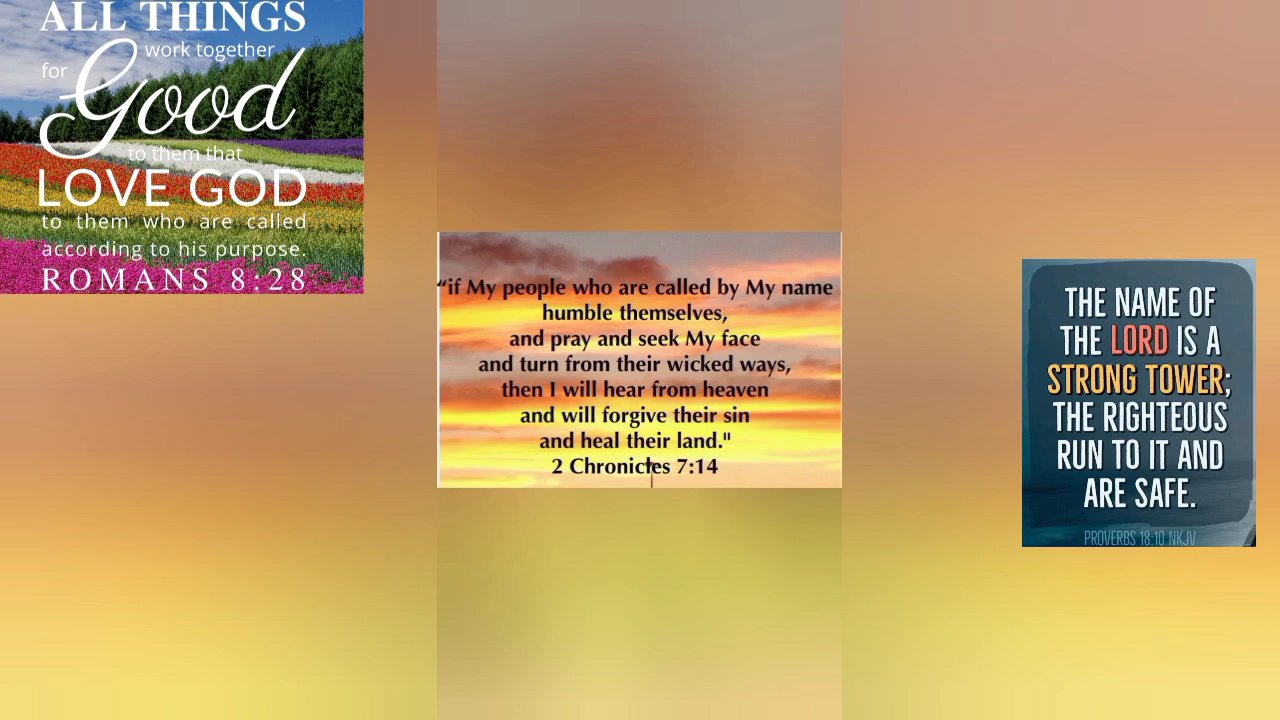 ALL THINGS
work together
for Good
to them that
LOVE GOD
to them who are called
according to his purpose.
ROMANS 8:28
“if My people who are called by My name
humble themselves,
and pray and seek My face
and turn from their wicked ways,
then I will hear from heaven
and will forgive their sin
and heal their land."
2 Chronicles 7:14
THE NAME OF
THE LORD IS A
STRONG TOWER;
THE RIGHTEOUS
RUN TO IT AND
ARE SAFE.
PROVERBS 18:10 NKJV